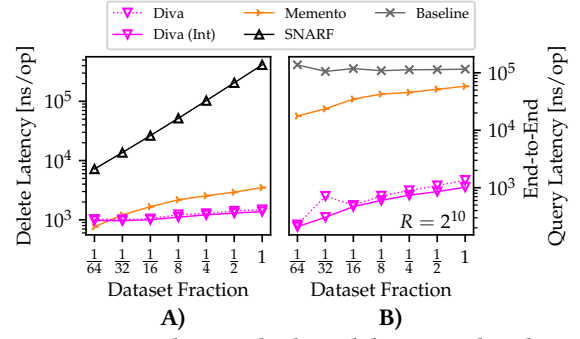 Diva Memento Baseline
Diva (Int) SNARF
Delete Latency [ns/op]
10^5
10^4
10^3
1/64 1/32 1/16 1/8 1/4 1/2 1
Dataset Fraction
A)
R = 2^10
10^5
10^4
10^3
End-to-End
Query Latency [ns/op]
1/64 1/32 1/16 1/8 1/4 1/2 1
Dataset Fraction
B)